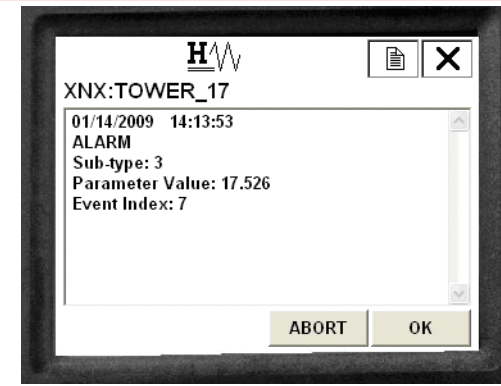 H
XNX:TOWER_17
01/14/2009 14:13:53
ALARM
Sub-type: 3
Parameter Value: 17.526
Event Index: 7
ABORT OK